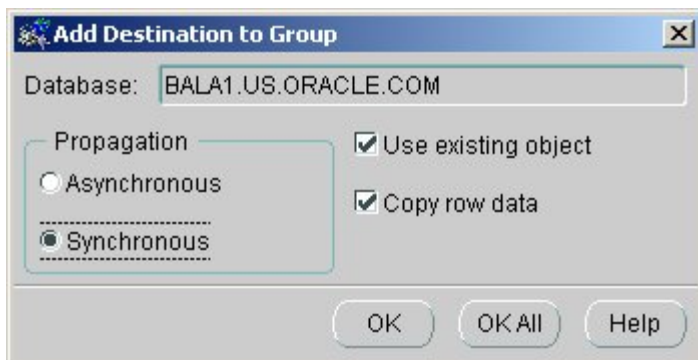 Add Destination to Group
Database: BALA1.US.ORACLE.COM
Propagation
Asynchronous
Synchronous
Use existing object
Copy row data
OK
OK All
Help